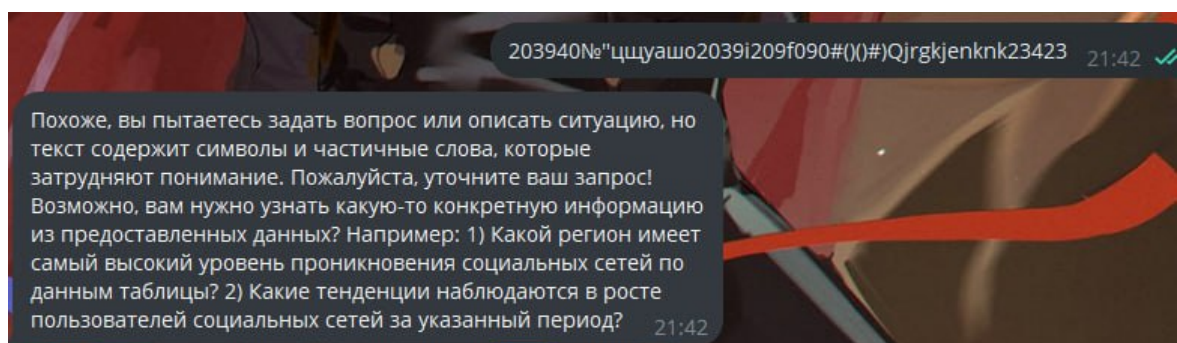 203940№"цщуашо2039i209f090#()()#)Qjrgkjenknk23423 21:42
Похоже, вы пытаетесь задать вопрос или описать ситуацию, но
текст содержит символы и частичные слова, которые
затрудняют понимание. Пожалуйста, уточните ваш запрос!
Возможно, вам нужно узнать какую-то конкретную информацию
из предоставленных данных? Например: 1) Какой регион имеет
самый высокий уровень проникновения социальных сетей по
данным таблицы? 2) Какие тенденции наблюдаются в росте
пользователей социальных сетей за указанный период? 21:42